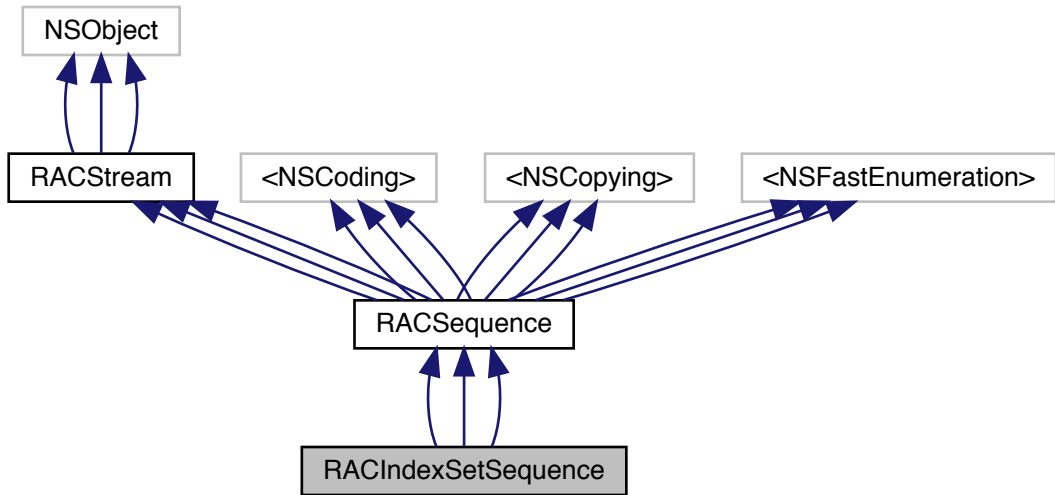 NSObject
RACStream
<NSCoding>
<NSCopying>
<NSFastEnumeration>
RACSequence
RACIndexSetSequence